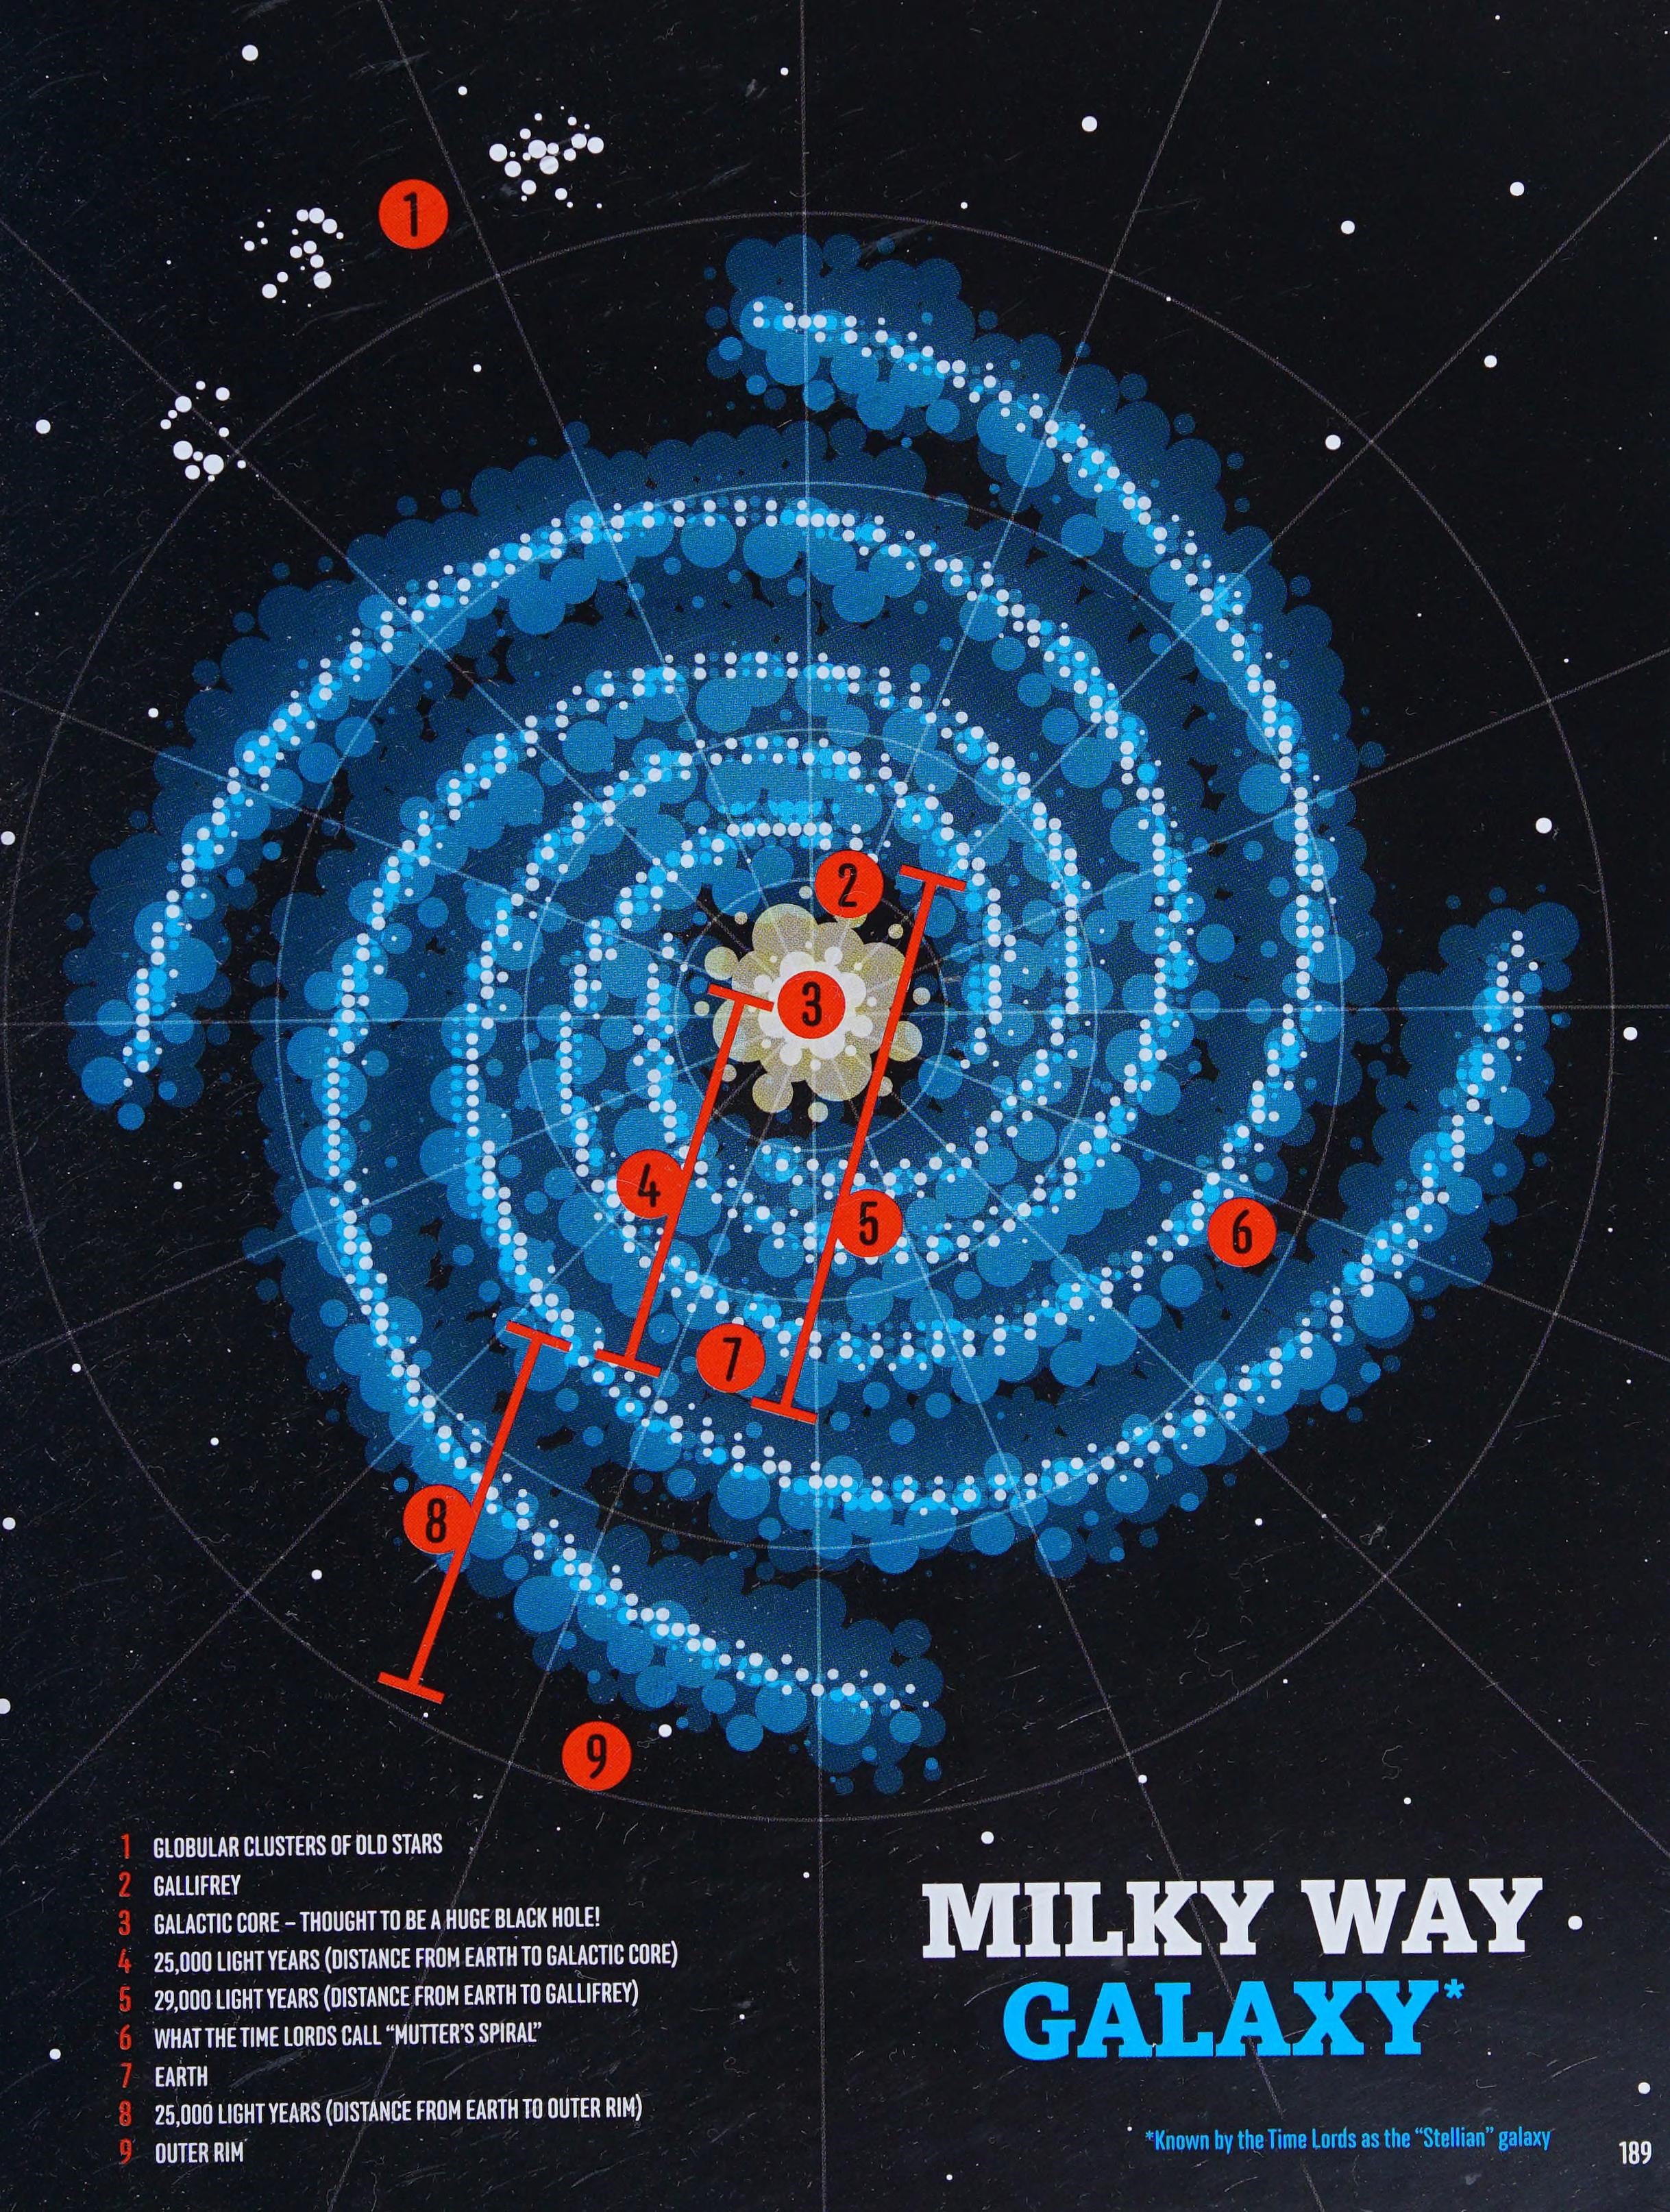 1
2
3
4
5
6
7
8
9
1 GLOBULAR CLUSTERS OF OLD STARS
2 GALLIFREY
3 GALACTIC CORE – THOUGHT TO BE A HUGE BLACK HOLE!
4 25,000 LIGHT YEARS (DISTANCE FROM EARTH TO GALACTIC CORE)
5 29,000 LIGHT YEARS (DISTANCE FROM EARTH TO GALLIFREY)
6 WHAT THE TIME LORDS CALL “MUTTER’S SPIRAL”
7 EARTH
8 25,000 LIGHT YEARS (DISTANCE FROM EARTH TO OUTER RIM)
9 OUTER RIM
MILKY WAY
GALAXY*
*Known by the Time Lords as the “Stellian” galaxy
189